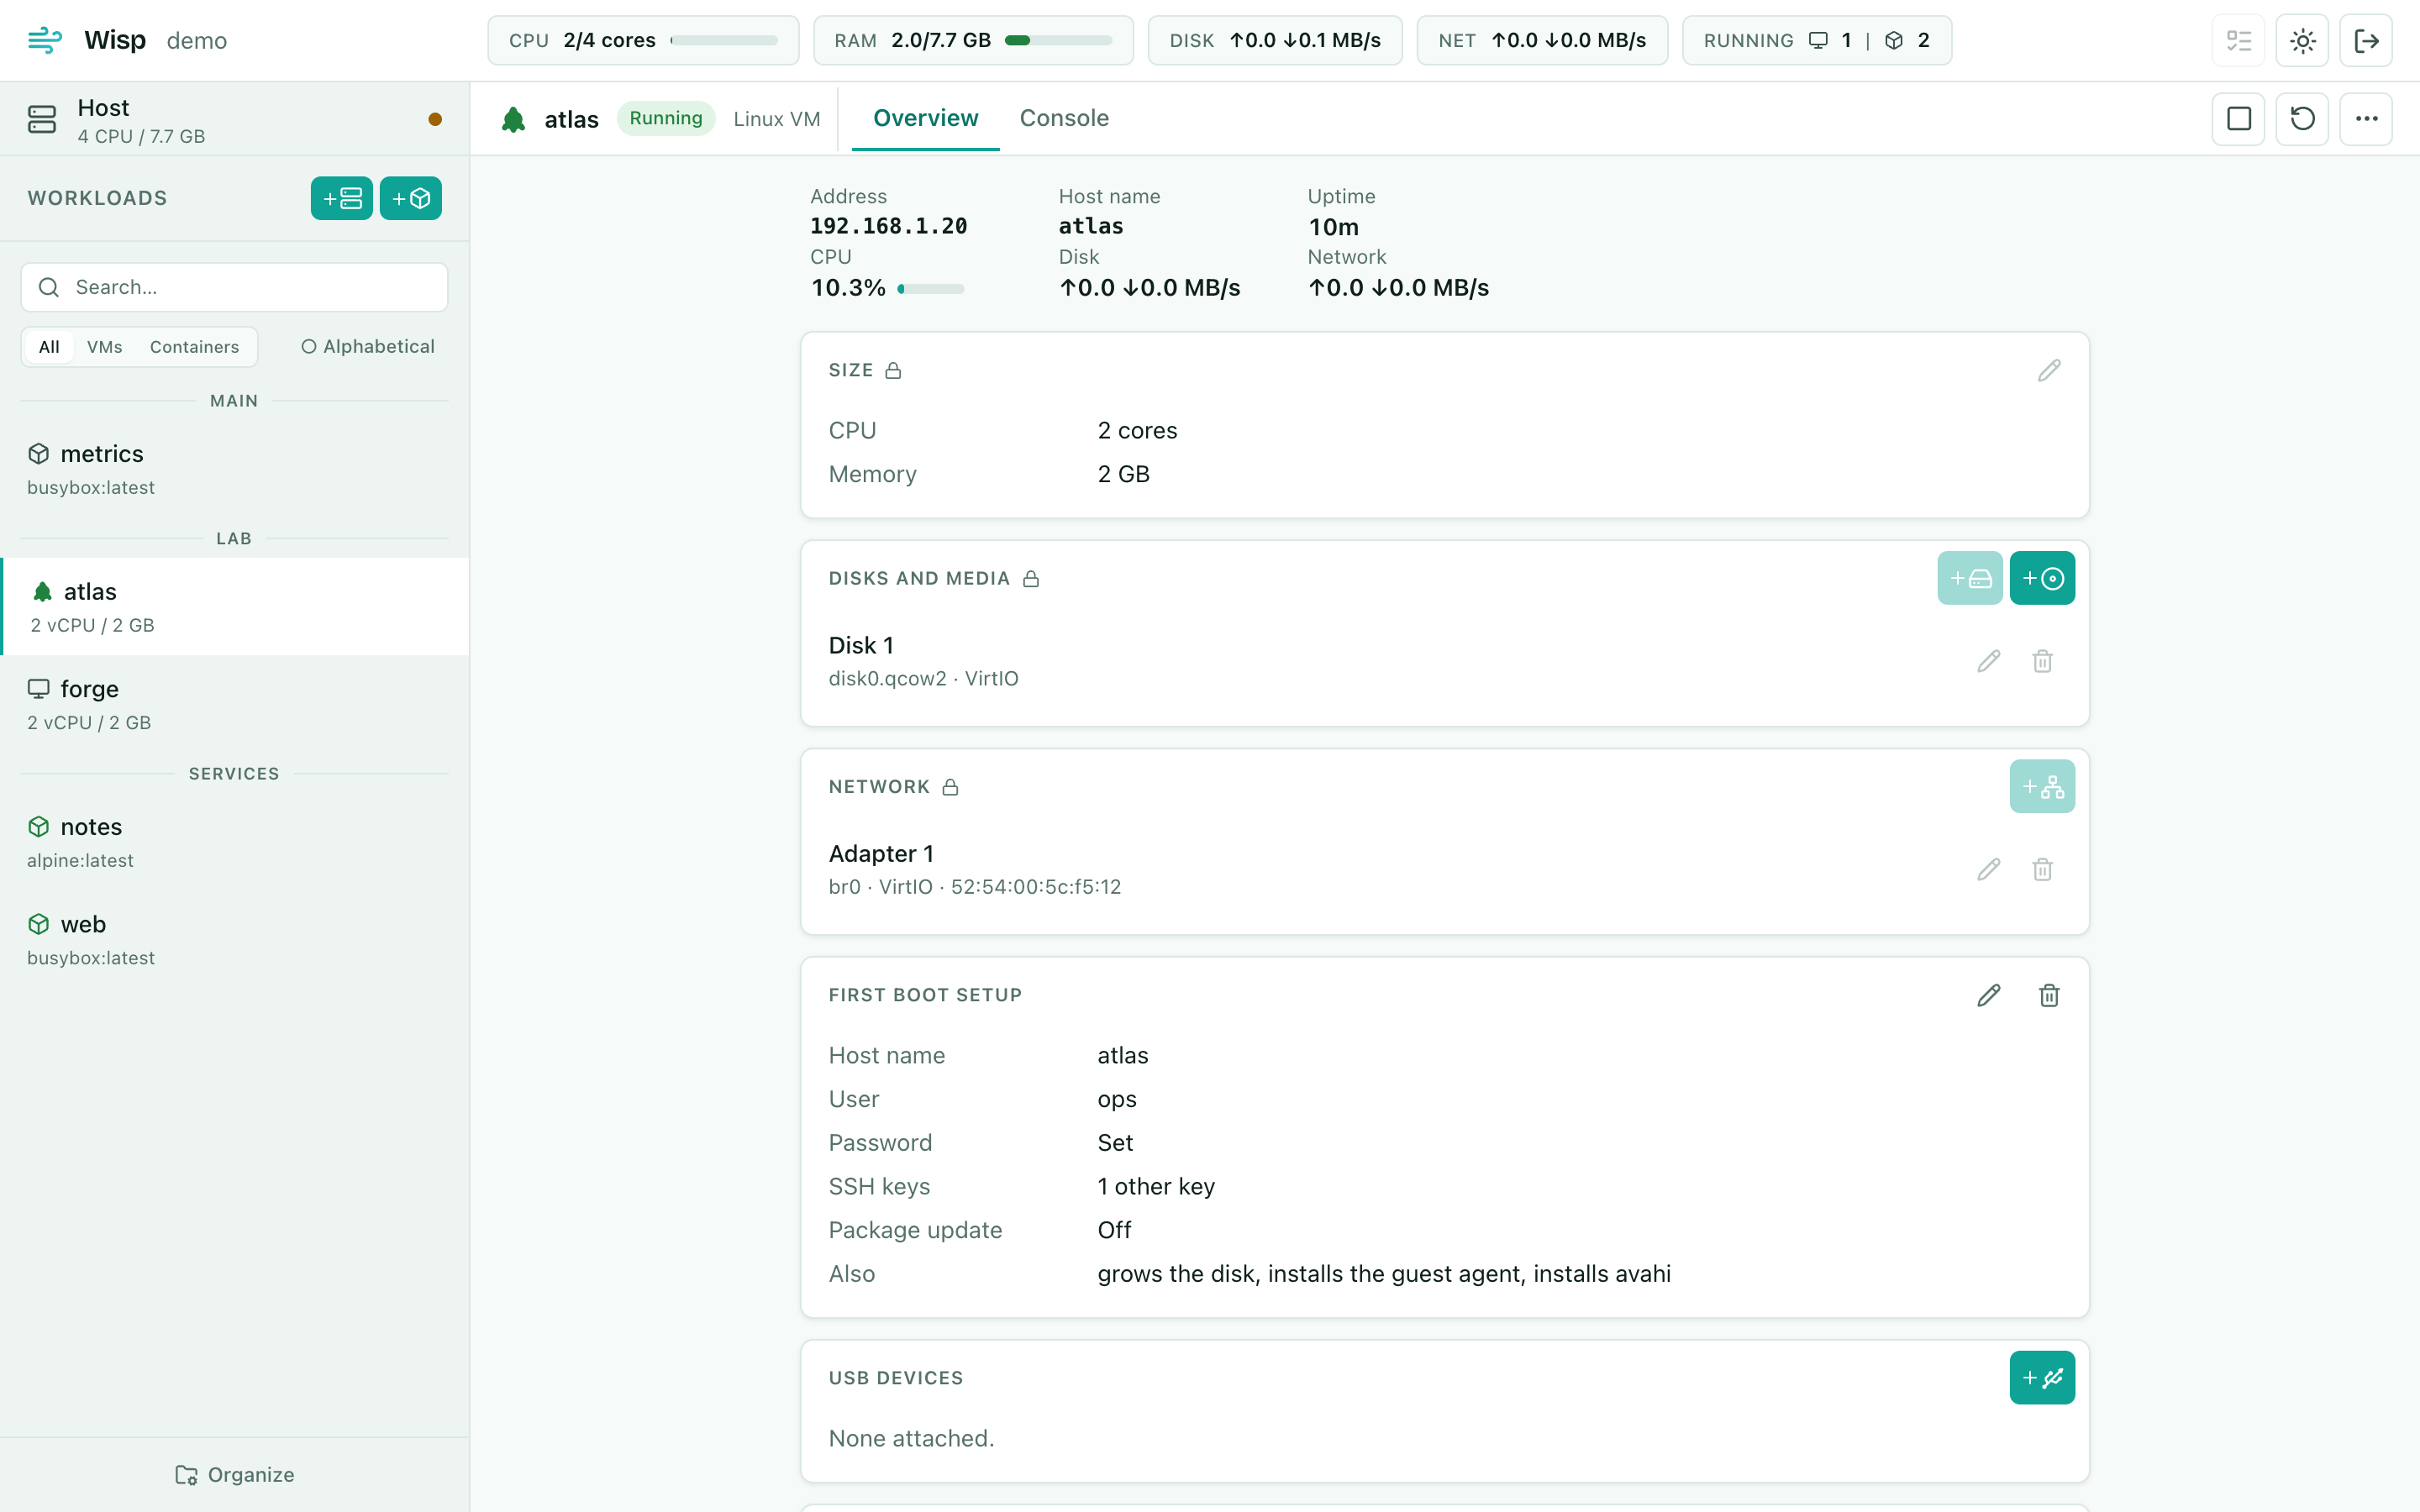 Wisp demo
CPU 2/4 cores
RAM 2.0/7.7 GB
DISK ↑0.0 ↓0.1 MB/s
NET ↑0.0 ↓0.0 MB/s
RUNNING 1 | 2
Host
4 CPU / 7.7 GB
WORKLOADS
+
+
Search...
All VMs Containers
Alphabetical
MAIN
metrics
busybox:latest
LAB
atlas
2 vCPU / 2 GB
forge
2 vCPU / 2 GB
SERVICES
notes
alpine:latest
web
busybox:latest
Organize
atlas Running Linux VM
Overview Console
Address
192.168.1.20
Host name
atlas
Uptime
10m
CPU
10.3%
Disk
↑0.0 ↓0.0 MB/s
Network
↑0.0 ↓0.0 MB/s
SIZE
CPU 2 cores
Memory 2 GB
DISKS AND MEDIA
+
+
Disk 1
disk0.qcow2 · VirtIO
NETWORK
+
Adapter 1
br0 · VirtIO · 52:54:00:5c:f5:12
FIRST BOOT SETUP
Host name atlas
User ops
Password Set
SSH keys 1 other key
Package update Off
Also grows the disk, installs the guest agent, installs avahi
USB DEVICES
+
None attached.